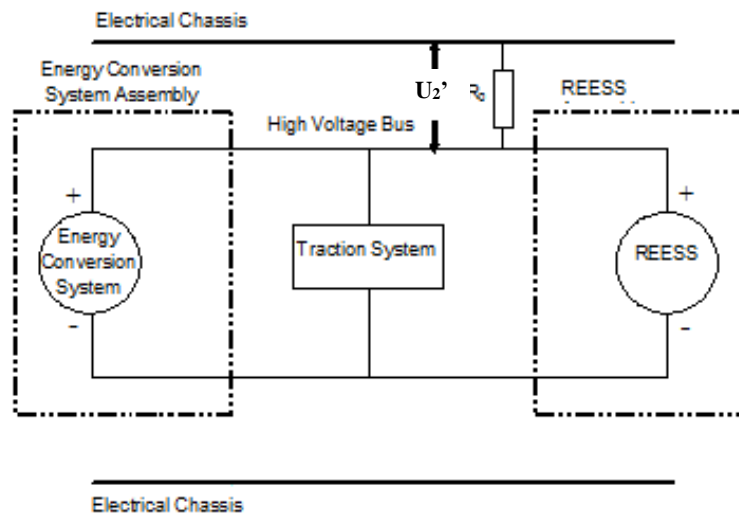 Electrical Chassis
Energy Conversion
System Assembly
U₂’
R₀
REESS
High Voltage Bus
+
+
Energy
Conversion
System
Traction System
REESS
-
-
Electrical Chassis